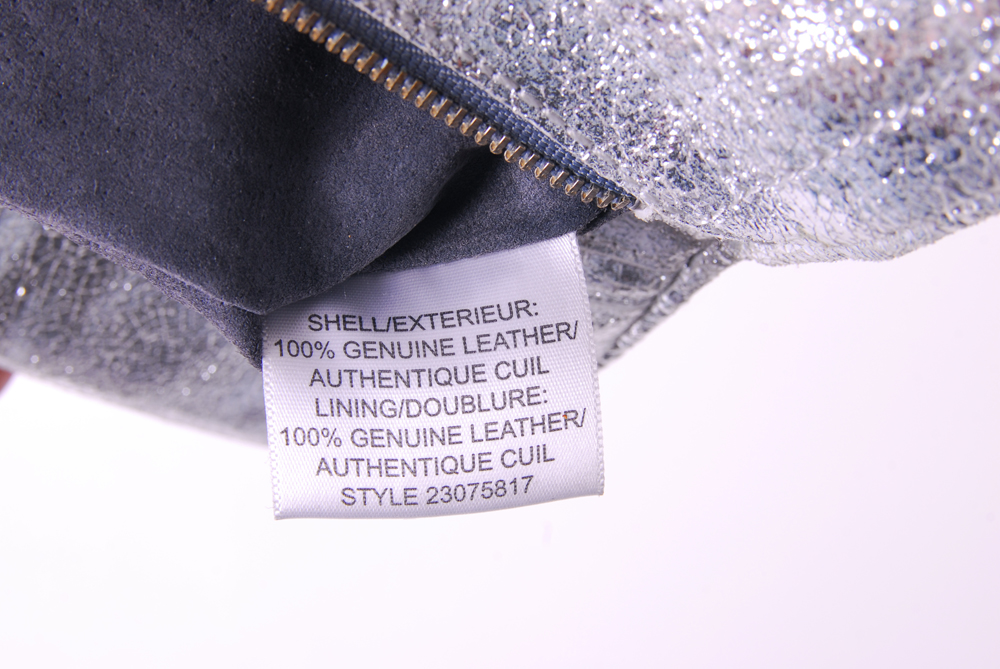 SHELL/EXTERIEUR:
100% GENUINE LEATHER/
AUTHENTIQUE CUIL
LINING/DOUBLURE:
100% GENUINE LEATHER/
AUTHENTIQUE CUIL
STYLE 23075817